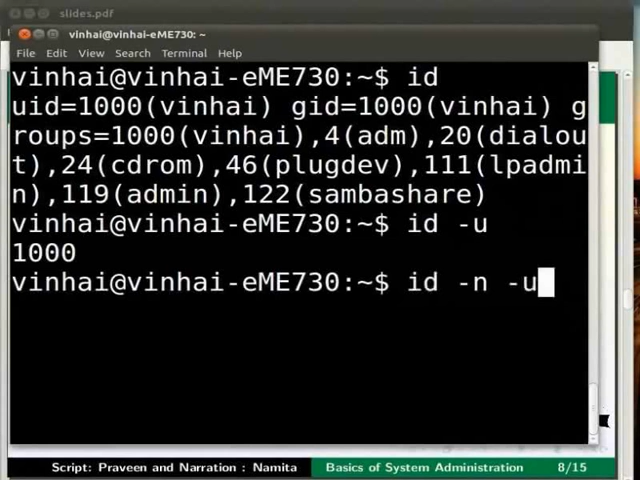 slides.pdf
vinhai@vinhai-eME730: ~
File Edit View Search Terminal Help
vinhai@vinhai-eME730:~$ id
uid=1000(vinhai) gid=1000(vinhai) g
roups=1000(vinhai),4(adm),20(dialou
t),24(cdrom),46(plugdev),111(lpadmi
n),119(admin),122(sambashare)
vinhai@vinhai-eME730:~$ id -u
1000
vinhai@vinhai-eME730:~$ id -n -u
Script: Praveen and Narration : Namita Basics of System Administration 8/15